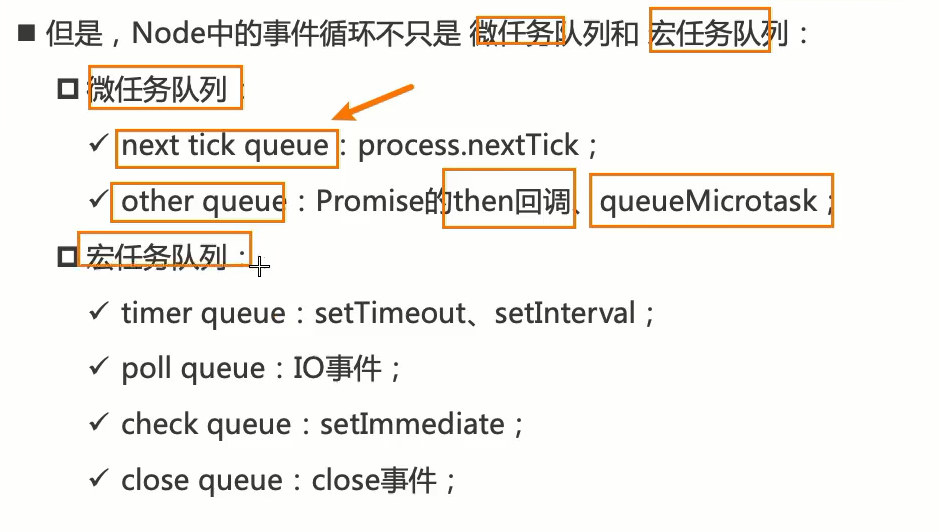 ■ 但是，Node中的事件循环不只是 微任务队列和 宏任务队列：
微任务队列：
✓ next tick queue：process.nextTick；
✓ other queue：Promise的then回调、queueMicrotask；
宏任务队列：
✓ timer queue：setTimeout、setInterval；
✓ poll queue：IO事件；
✓ check queue：setImmediate；
✓ close queue：close事件；